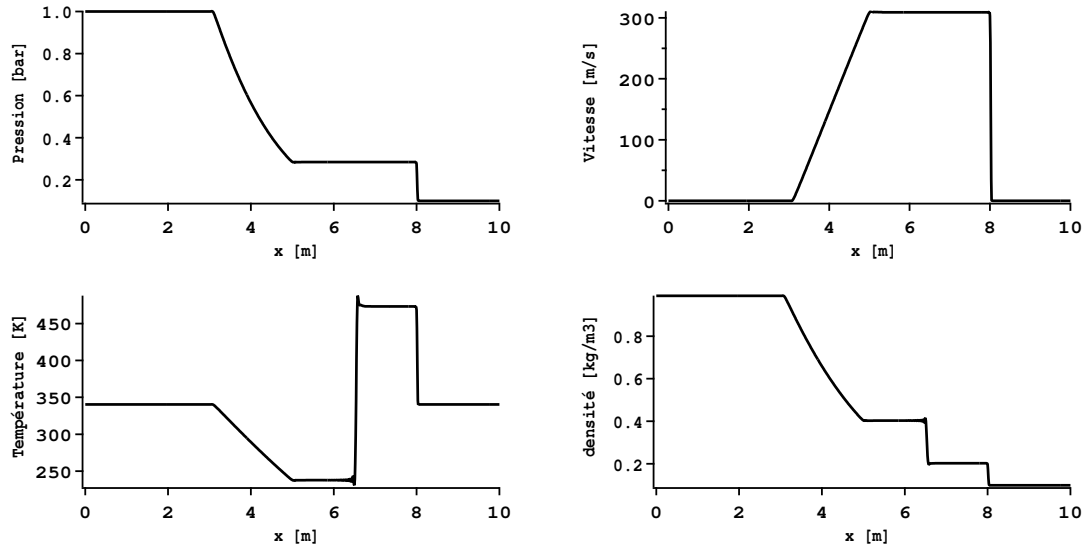 Pression [bar]
1.0
0.8
0.6
0.4
0.2
0 2 4 6 8 10
x [m]
Vitesse [m/s]
300
200
100
0
0 2 4 6 8 10
x [m]
Température [K]
450
400
350
300
250
0 2 4 6 8 10
x [m]
densité [kg/m3]
0.8
0.6
0.4
0.2
0 2 4 6 8 10
x [m]